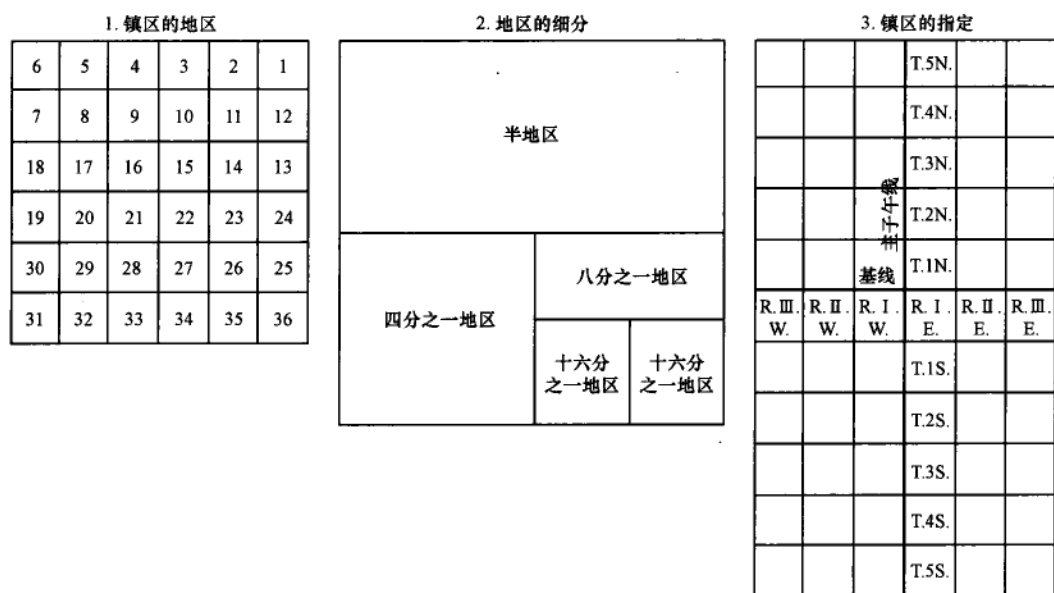 1. 镇区的地区
6 5 4 3 2 1
7 8 9 10 11 12
18 17 16 15 14 13
19 20 21 22 23 24
30 29 28 27 26 25
31 32 33 34 35 36
2. 地区的细分
半地区
四分之一地区
八分之一地区
十六分
之一地区
十六分
之一地区
3. 镇区的指定
T.5N.
T.4N.
T.3N.
T.2N.
T.1N.
主子午线
基线
R.Ⅲ. R.Ⅱ. R.Ⅰ. R.Ⅰ. R.Ⅱ. R.Ⅲ.
W. W. W. E. E. E.
T.1S.
T.2S.
T.3S.
T.4S.
T.5S.